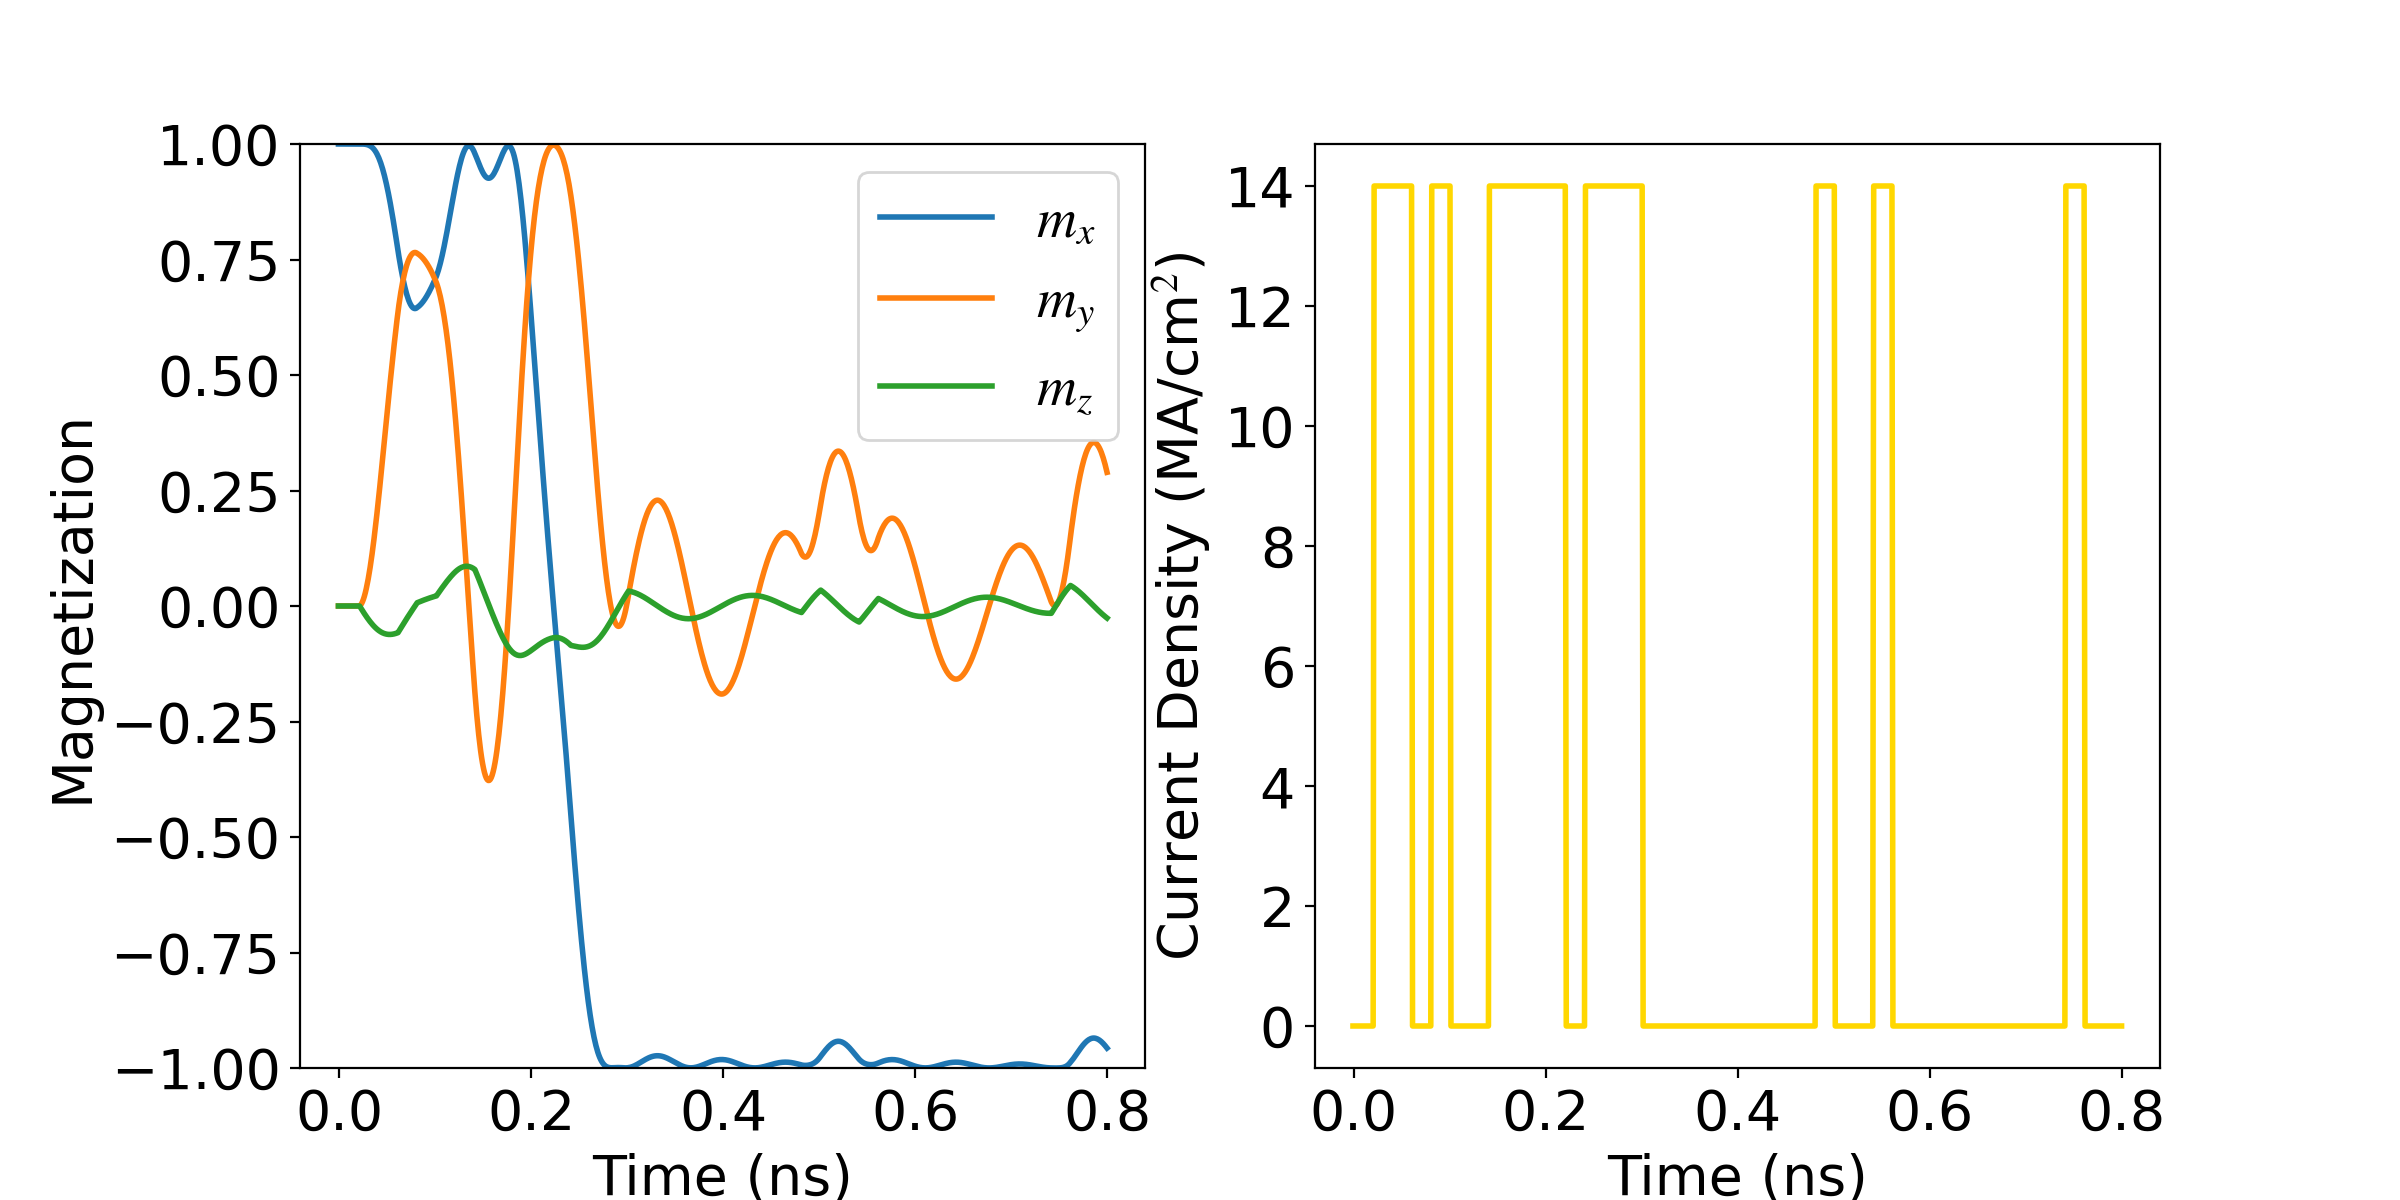 Magnetization
1.00
0.75
0.50
0.25
0.00
−0.25
−0.50
−0.75
−1.00
0.0 0.2 0.4 0.6 0.8
Time (ns)
m_x
m_y
m_z
Current Density (MA/cm²)
14
12
10
8
6
4
2
0
0.0 0.2 0.4 0.6 0.8
Time (ns)